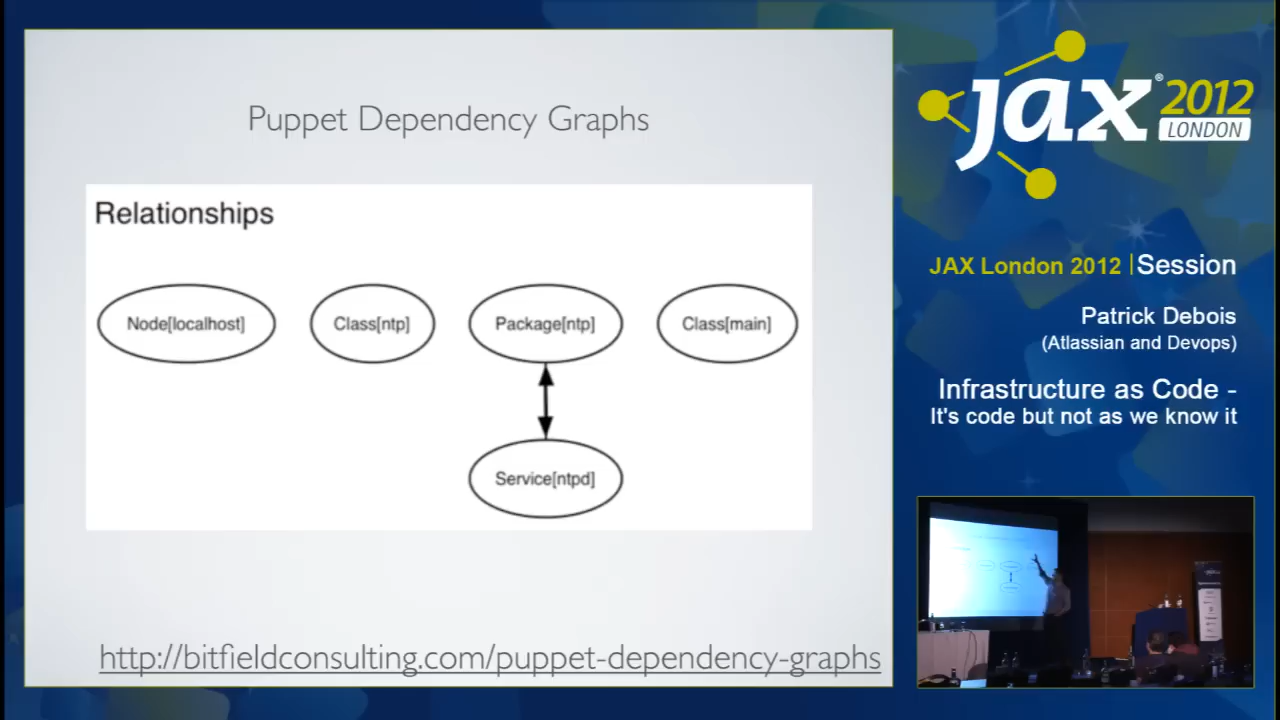 Puppet Dependency Graphs
Relationships
Node[localhost]
Class[ntp]
Package[ntp]
Class[main]
Service[ntpd]
http://bitfieldconsulting.com/puppet-dependency-graphs
jax® 2012
LONDON
JAX London 2012 | Session
Patrick Debois
(Atlassian and Devops)
Infrastructure as Code -
It's code but not as we know it